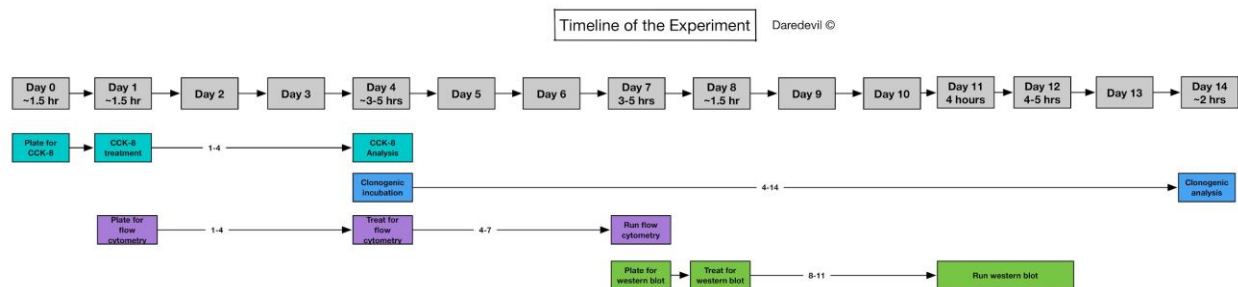 Timeline of the Experiment
Daredevil ©
Day 0
~1.5 hr
Day 1
~1.5 hr
Day 2
Day 3
Day 4
~3-5 hrs
Day 5
Day 6
Day 7
3-5 hrs
Day 8
~1.5 hr
Day 9
Day 10
Day 11
4 hours
Day 12
4-5 hrs
Day 13
Day 14
~2 hrs
Plate for
CCK-8
CCK-8
treatment
1-4
CCK-8
Analysis
Clonogenic
incubation
4-14
Clonogenic
analysis
Plate for
flow
cytometry
1-4
Treat for
flow
cytometry
4-7
Run flow
cytometry
Plate for
western blot
Treat for
western blot
8-11
Run western blot